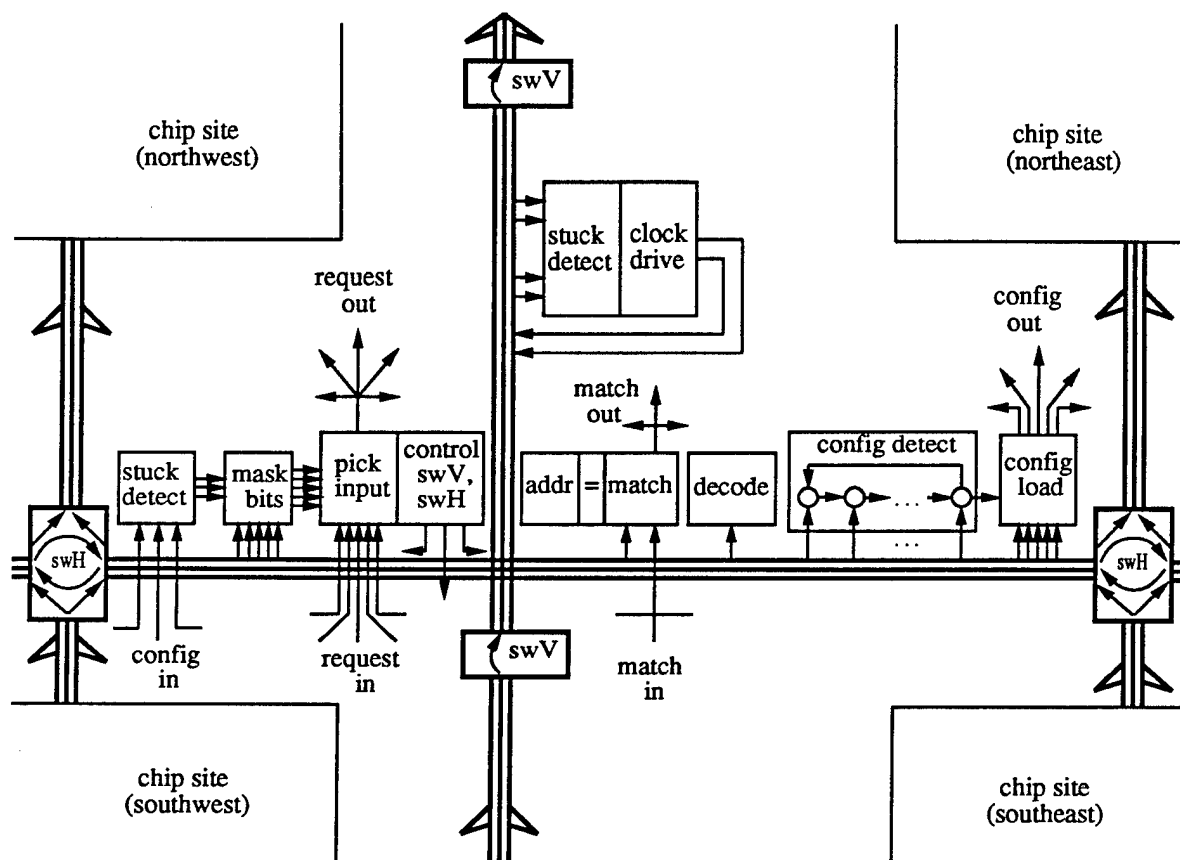 swV
chip site
(northwest)
chip site
(northeast)
stuck
detect
clock
drive
request
out
config
out
match
out
stuck
detect
mask
bits
pick
input
control
swV,
swH
addr
=
match
decode
config detect
. . .
. . .
config
load
swH
swH
config
in
request
in
swV
match
in
chip site
(southwest)
chip site
(southeast)